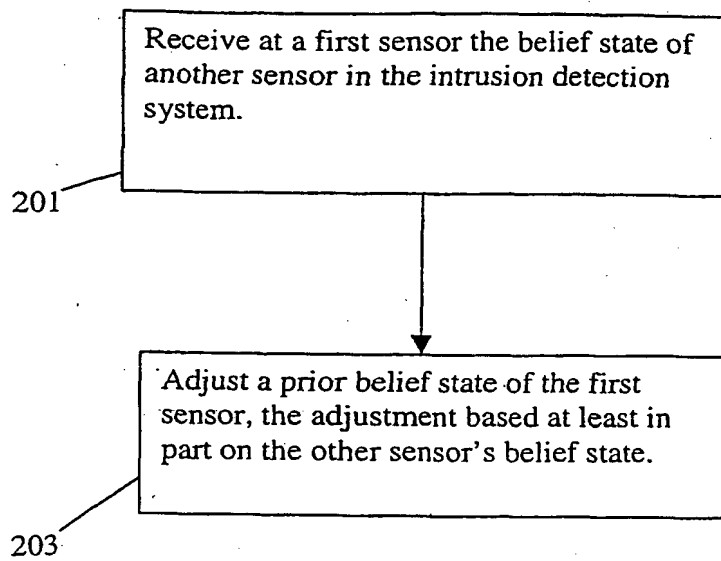 Receive at a first sensor the belief state of
another sensor in the intrusion detection
system.
201
Adjust a prior belief state of the first
sensor, the adjustment based at least in
part on the other sensor's belief state.
203